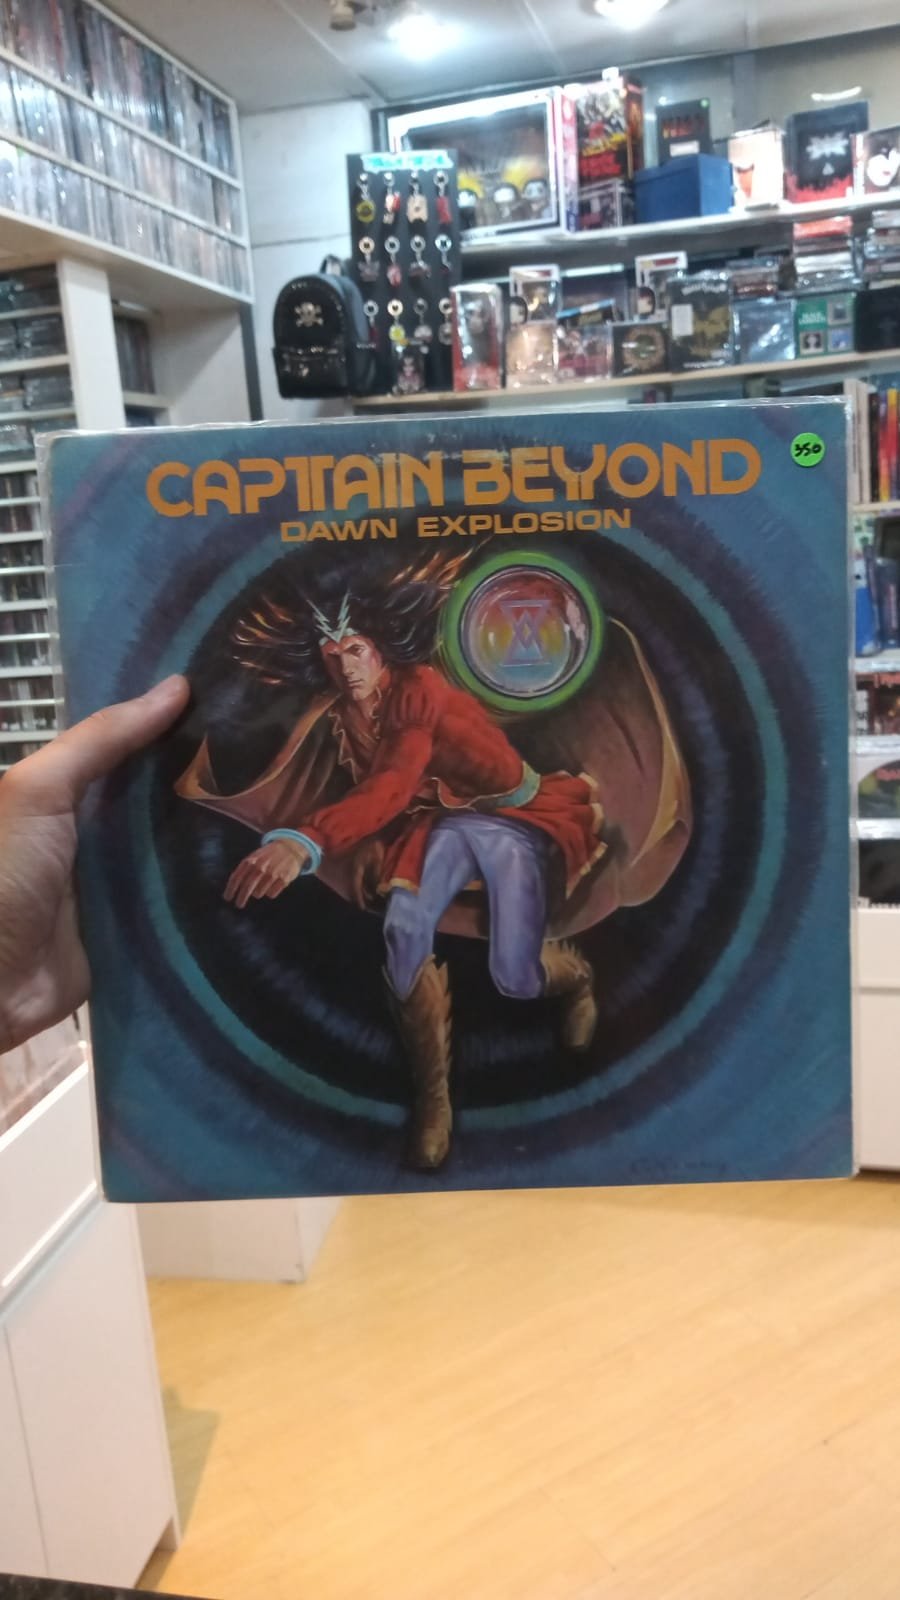 CAPTAIN BEYOND
350
DAWN EXPLOSION